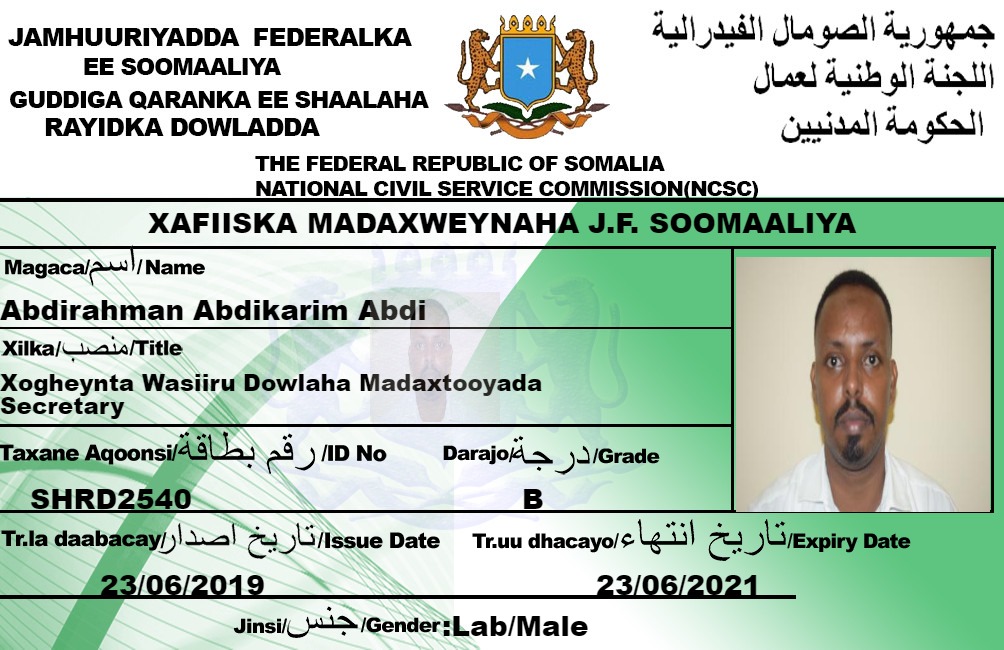 JAMHUURIYADDA FEDERALKA
EE SOOMAALIYA
GUDDIGA QARANKA EE SHAALAHA
RAYIDKA DOWLADDA
جمهورية الصومال الفيدرالية
اللجنة الوطنية لعمال
الحكومة المدنيين
THE FEDERAL REPUBLIC OF SOMALIA
NATIONAL CIVIL SERVICE COMMISSION(NCSC)
XAFIISKA MADAXWEYNAHA J.F. SOOMAALIYA
Magaca/اسم/Name
Abdirahman Abdikarim Abdi
Xilka/منصب/Title
Xogheynta Wasiiru Dowlaha Madaxtooyada
Secretary
Taxane Aqoonsi/رقم بطاقة/ID No
Darajo/درجة/Grade
SHRD2540
B
Tr.la daabacay/تاريخ اصدار/Issue Date
Tr.uu dhacayo/تاريخ انتهاء/Expiry Date
23/06/2019
23/06/2021
Jinsi/جنس/Gender:Lab/Male